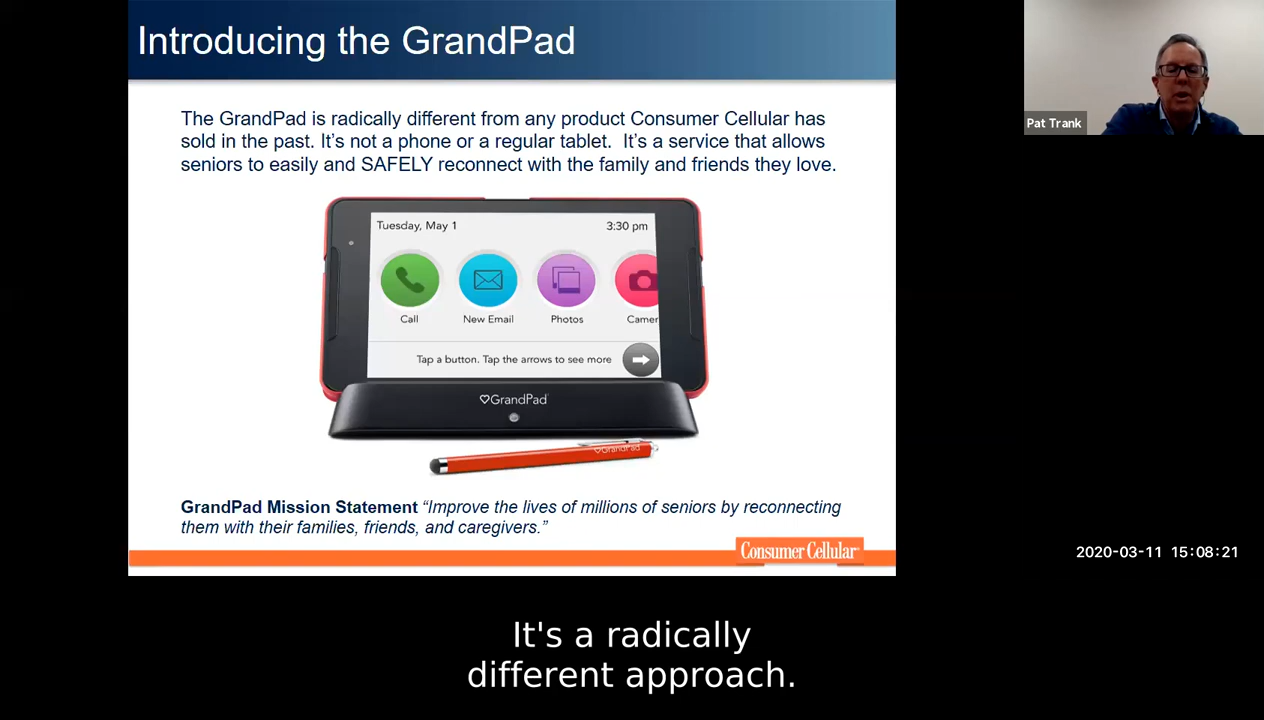 Introducing the GrandPad
Pat Trank
The GrandPad is radically different from any product Consumer Cellular has
sold in the past. It’s not a phone or a regular tablet.  It’s a service that allows
seniors to easily and SAFELY reconnect with the family and friends they love.
Tuesday, May 1
3:30 pm
Call
New Email
Photos
Camer
Tap a button. Tap the arrows to see more
GrandPad
GrandPad
GrandPad Mission Statement “Improve the lives of millions of seniors by reconnecting
them with their families, friends, and caregivers.”
Consumer Cellular
2020-03-11 15:08:21
It's a radically
different approach.